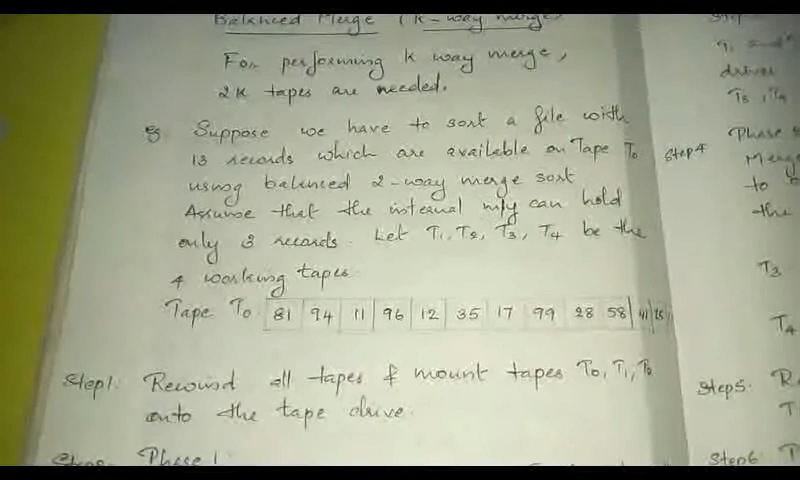 Balanced Merge (K-way merge)
For performing K way merge,
2K tapes are needed.
eg Suppose we have to sort a file with
13 records which are available on Tape T0
using balanced 2-way merge sort
Assume that the internal m/y can hold
only 3 records. Let T1, T2, T3, T4 be the
4 working tapes.
Tape T0 81 94 11 96 12 35 17 99 28 58 41
Step1: Rewind all tapes & mount tapes T0, T1, T2
onto the tape drive.
Phase 1
drives
T3, T4
Step4 Phase
Merge
to
the
T3
T4
Step5: R
T
Step6: